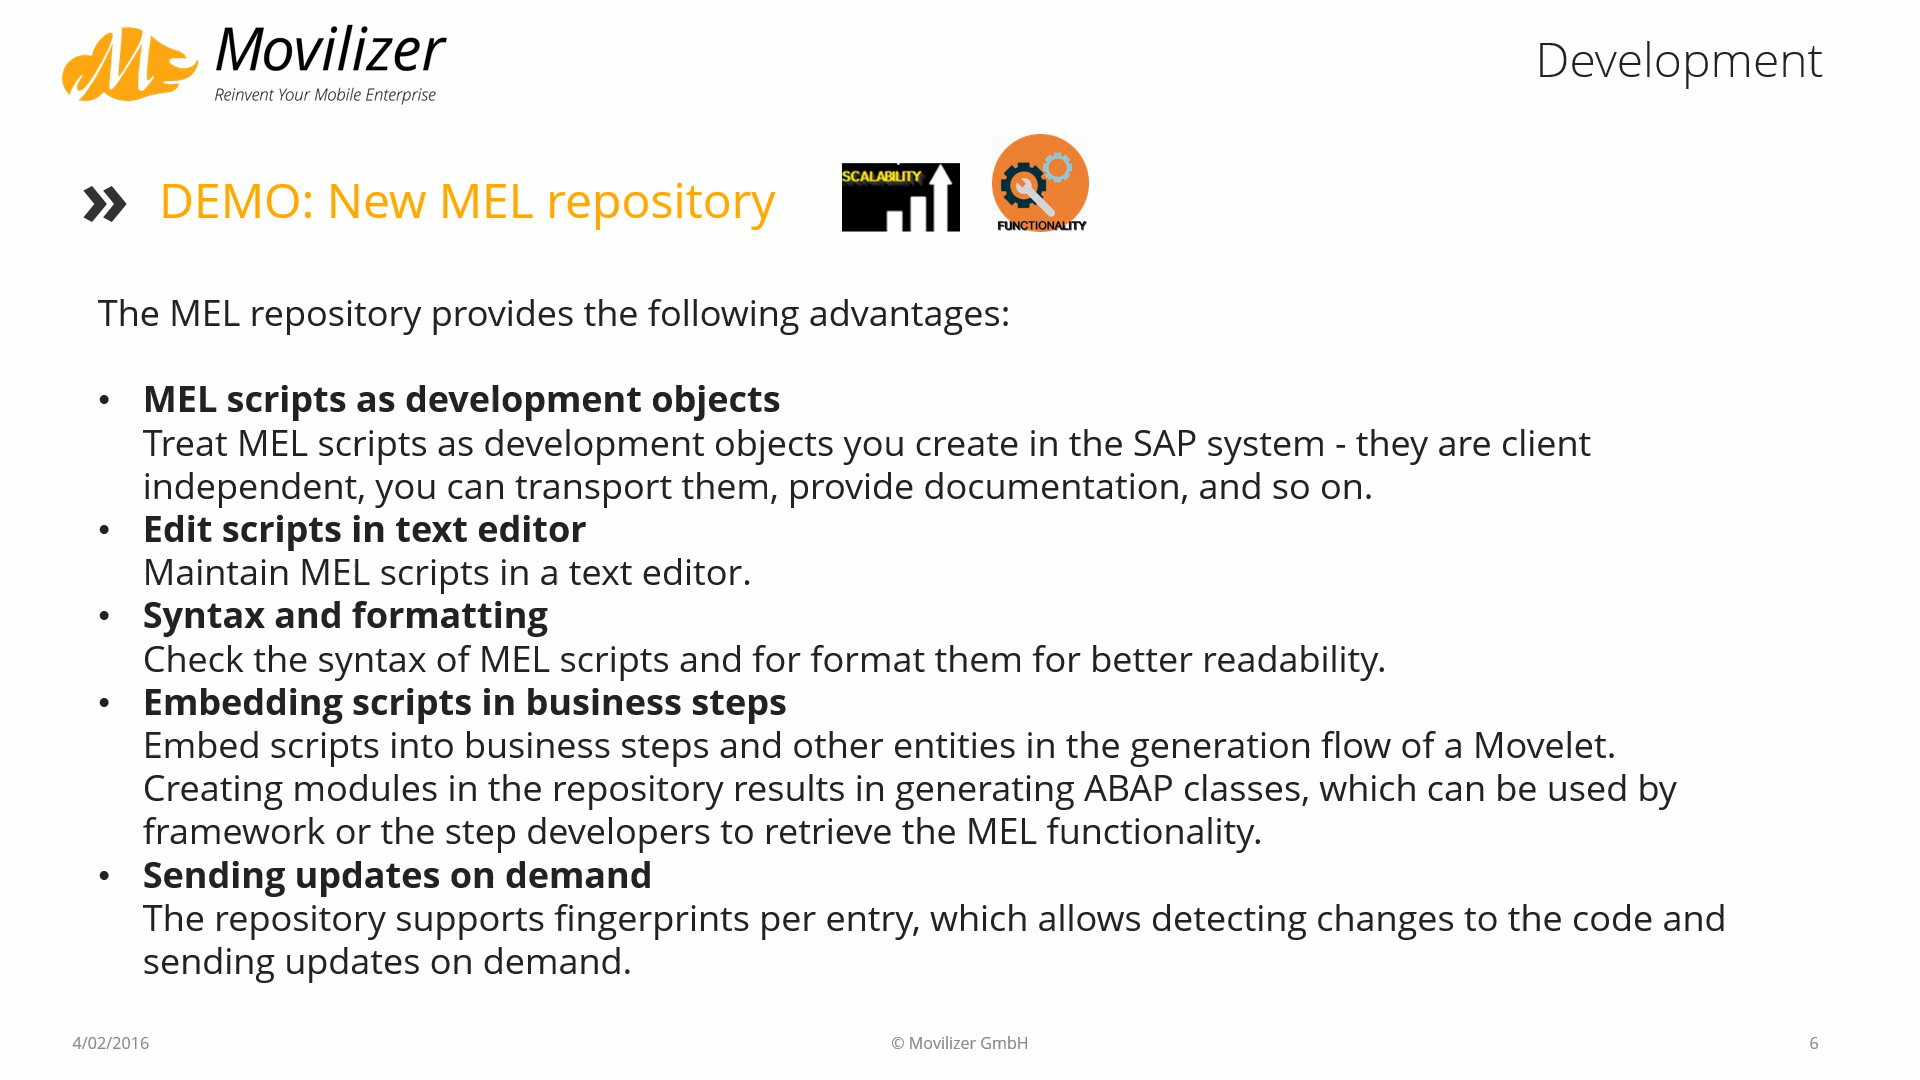 Movilizer
Reinvent Your Mobile Enterprise
Development
» DEMO: New MEL repository
SCALABILITY
FUNCTIONALITY
The MEL repository provides the following advantages:
• MEL scripts as development objects
Treat MEL scripts as development objects you create in the SAP system - they are client
independent, you can transport them, provide documentation, and so on.
• Edit scripts in text editor
Maintain MEL scripts in a text editor.
• Syntax and formatting
Check the syntax of MEL scripts and for format them for better readability.
• Embedding scripts in business steps
Embed scripts into business steps and other entities in the generation flow of a Movelet.
Creating modules in the repository results in generating ABAP classes, which can be used by
framework or the step developers to retrieve the MEL functionality.
• Sending updates on demand
The repository supports fingerprints per entry, which allows detecting changes to the code and
sending updates on demand.
4/02/2016
© Movilizer GmbH
6